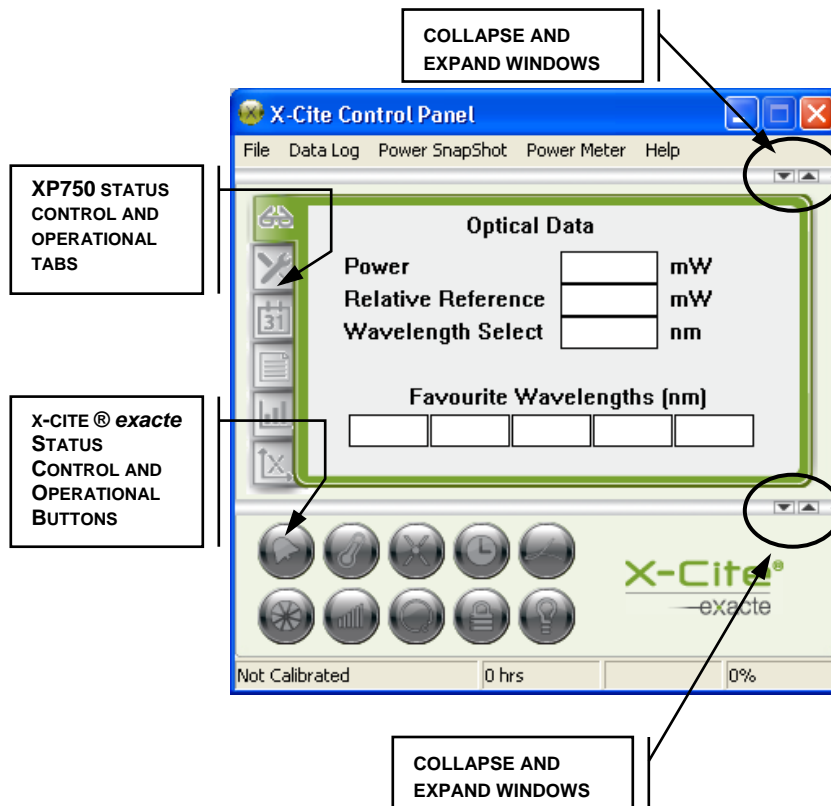 COLLAPSE AND
EXPAND WINDOWS
X-Cite Control Panel
File Data Log Power SnapShot Power Meter Help
XP750 STATUS
CONTROL AND
OPERATIONAL
TABS
Optical Data
Power mW
Relative Reference mW
Wavelength Select nm
31
Favourite Wavelengths (nm)
X-CITE ® exacte
STATUS
CONTROL AND
OPERATIONAL
BUTTONS
X-Cite®
exacte
Not Calibrated 0 hrs 0%
COLLAPSE AND
EXPAND WINDOWS